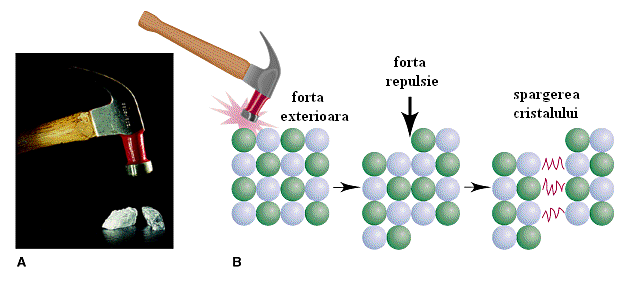 forta
exterioara
forta
repulsie
spargerea
cristalului
A
B